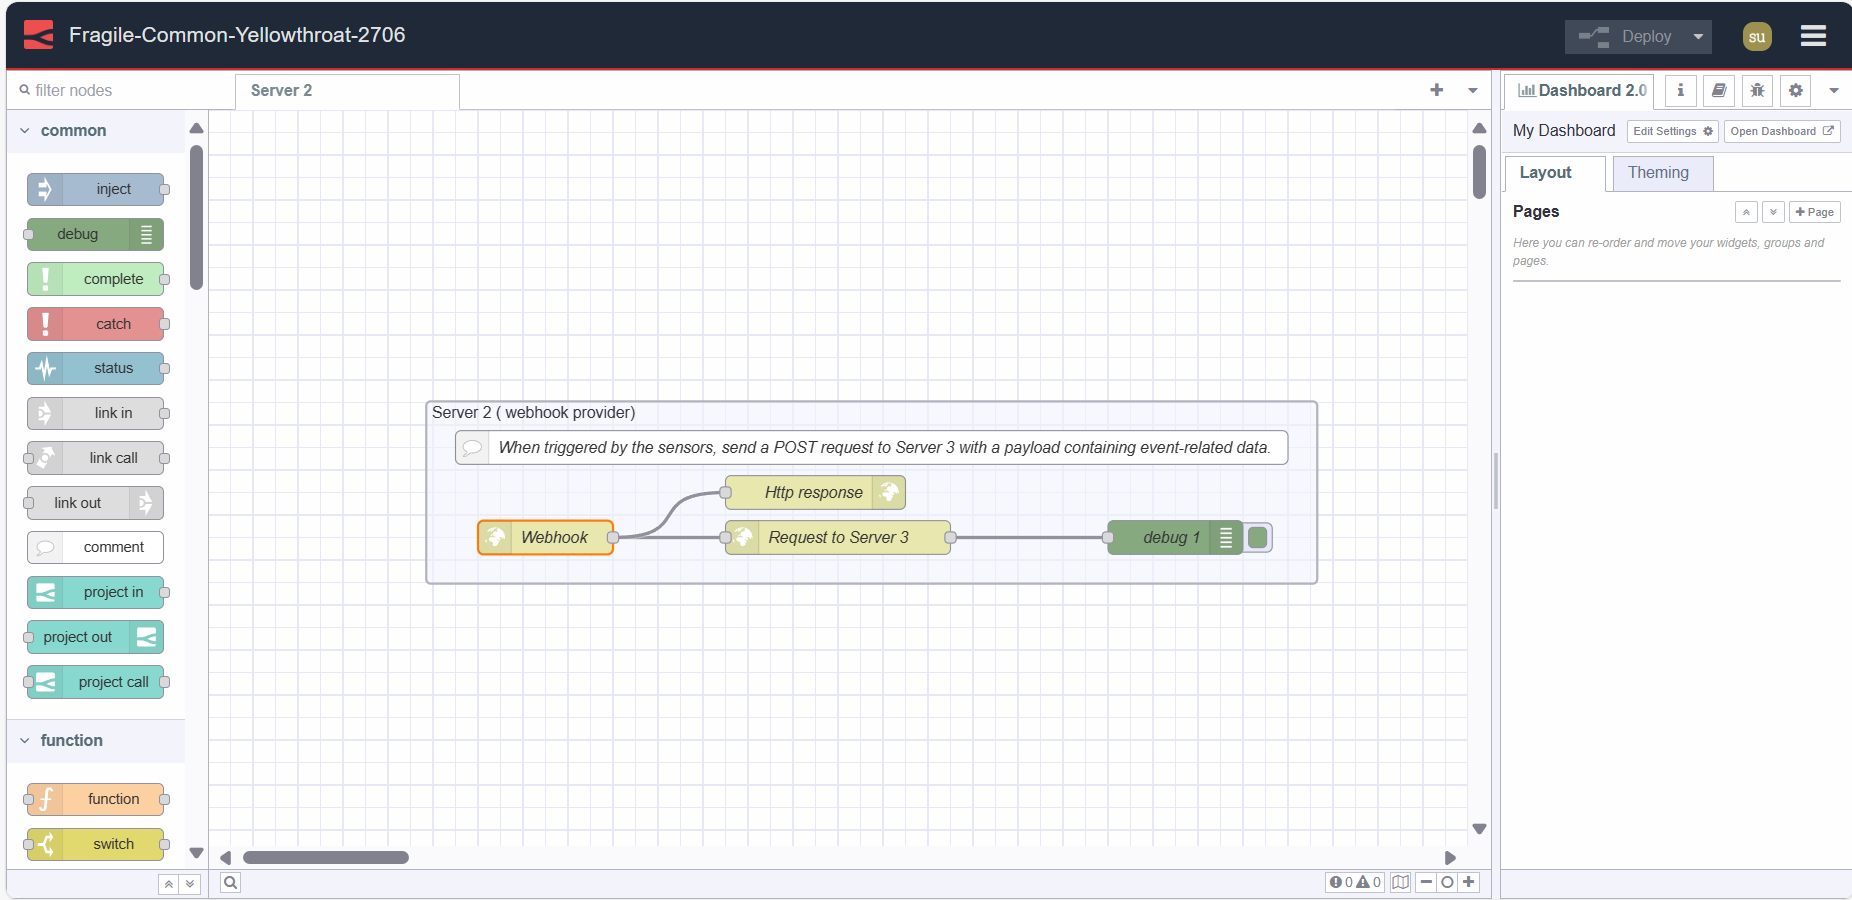 Fragile-Common-Yellowthroat-2706
Deploy
su
filter nodes
Server 2
Dashboard 2.0
common
My Dashboard
Edit Settings
Open Dashboard
Layout
Theming
inject
Pages
Page
debug
Here you can re-order and move your widgets, groups and
pages.
complete
catch
status
link in
Server 2 ( webhook provider)
When triggered by the sensors, send a POST request to Server 3 with a payload containing event-related data.
link call
Http response
link out
Webhook
Request to Server 3
debug 1
comment
project in
project out
project call
function
function
switch
0
0